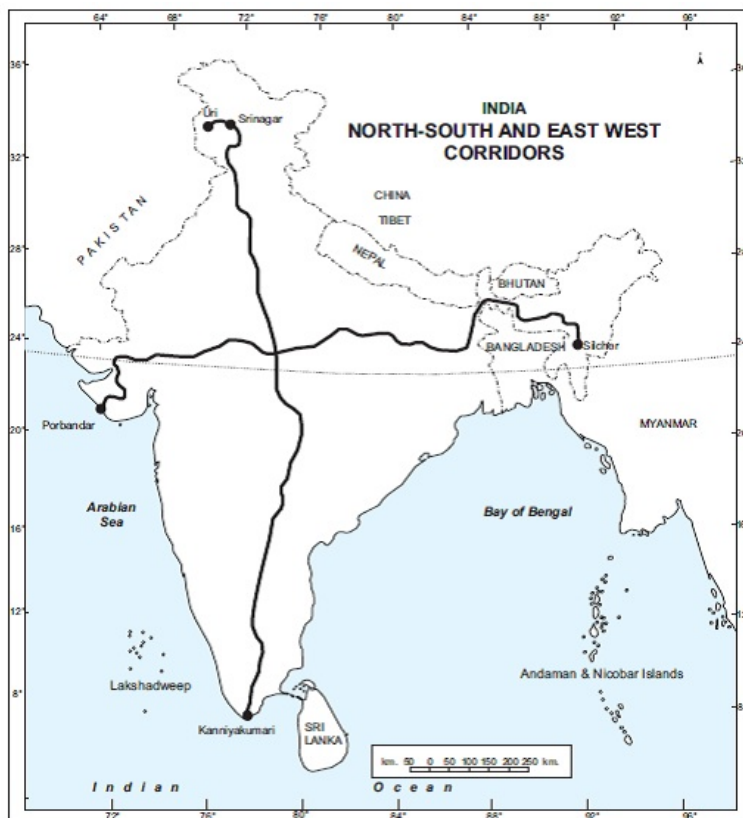 64° 68° 72° 76° 80° 84° 88° 92° 96°
36°
INDIA
NORTH-SOUTH AND EAST WEST
CORRIDORS
Uri
Srinagar
32°
32°
CHINA
TIBET
PAKISTAN
NEPAL
28°
BHUTAN
24°
BANGLADESH
Silchar
Porbandar
20°
MYANMAR
Arabian
Sea
Bay of Bengal
16°
12°
Lakshadweep
Andaman & Nicobar Islands
8°
Kanniyakumari
SRI
LANKA
km. 50 0 50 100 150 200 250 km.
Indian Ocean
72° 76° 80° 84° 88° 92° 96°